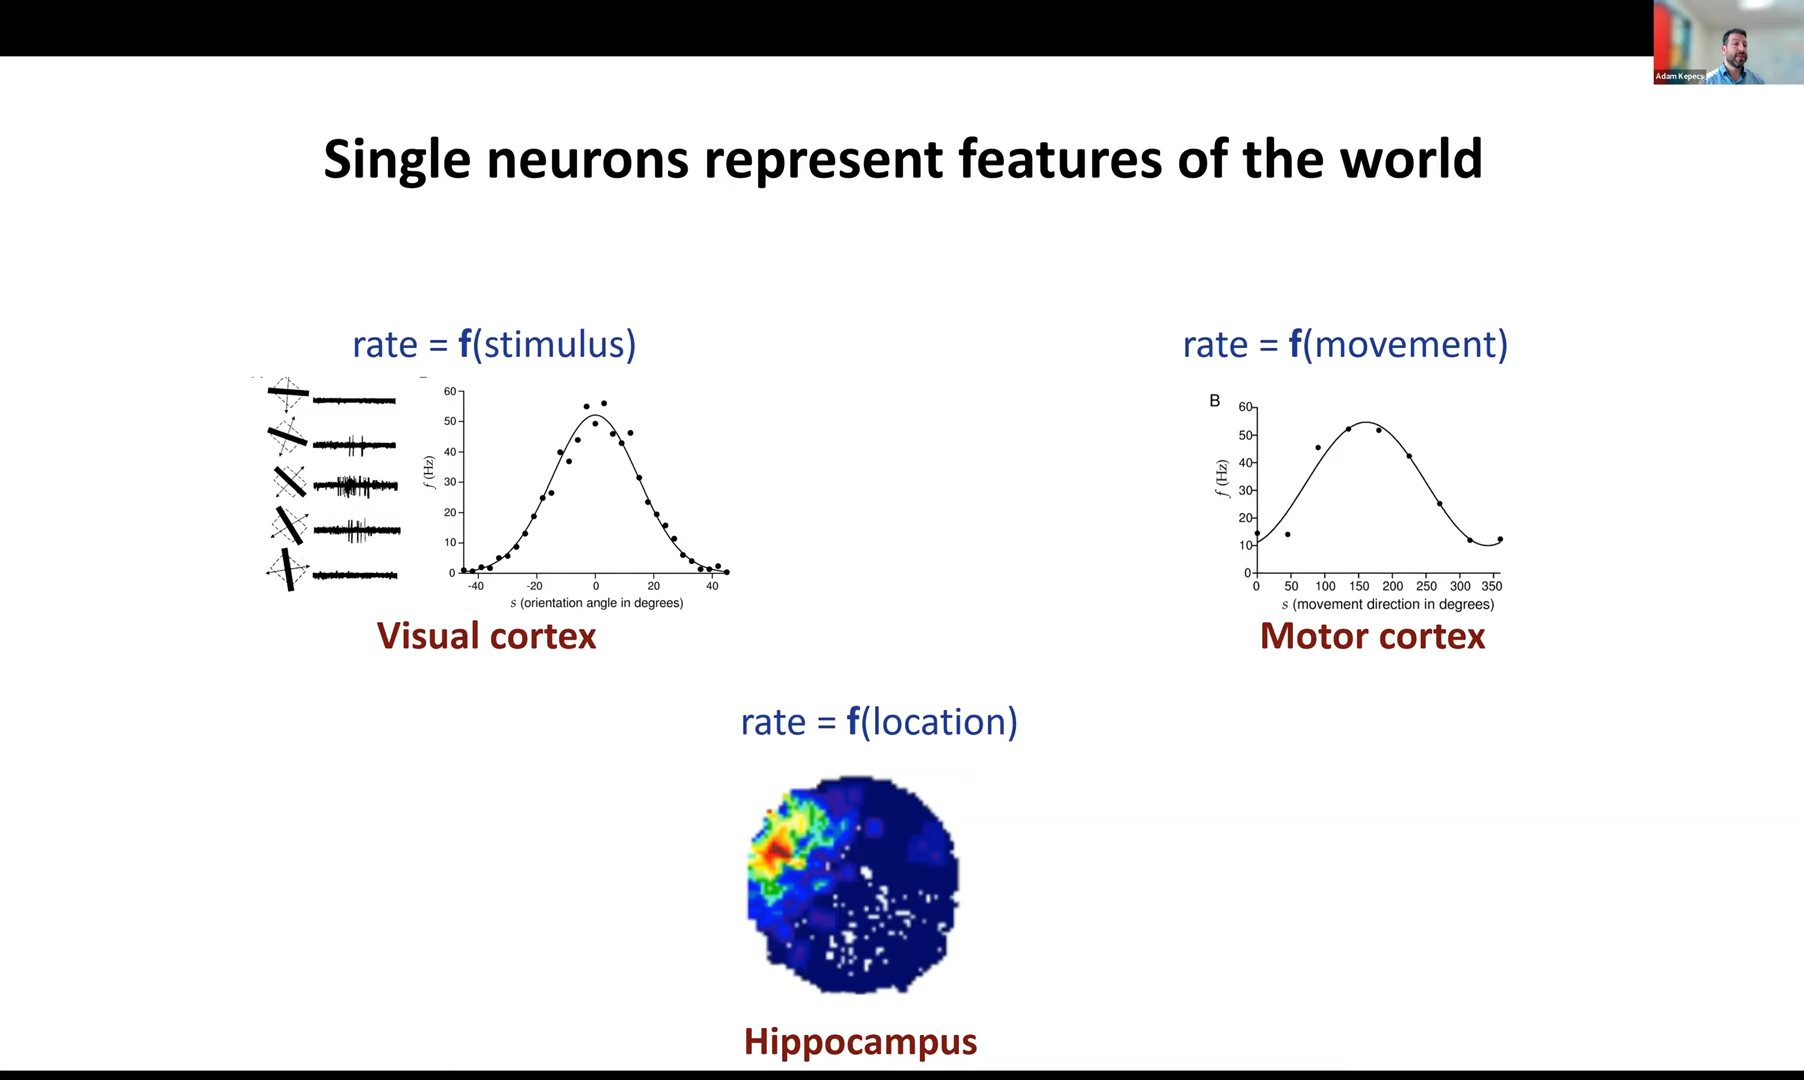 Adam Kepecs
Single neurons represent features of the world
rate = f(stimulus)
60
50
40
30
20
10
0
f (Hz)
-40 -20 0 20 40
s (orientation angle in degrees)
Visual cortex
rate = f(movement)
B
60
50
40
30
20
10
0
f (Hz)
0 50 100 150 200 250 300 350
s (movement direction in degrees)
Motor cortex
rate = f(location)
Hippocampus